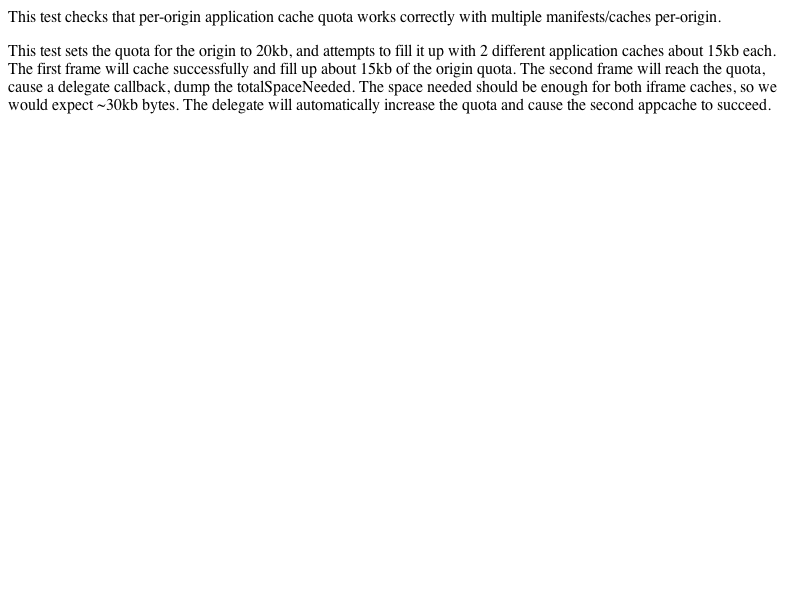 This test checks that per-origin application cache quota works correctly with multiple manifests/caches per-origin.
This test sets the quota for the origin to 20kb, and attempts to fill it up with 2 different application caches about 15kb each.
The first frame will cache successfully and fill up about 15kb of the origin quota. The second frame will reach the quota,
cause a delegate callback, dump the totalSpaceNeeded. The space needed should be enough for both iframe caches, so we
would expect ~30kb bytes. The delegate will automatically increase the quota and cause the second appcache to succeed.